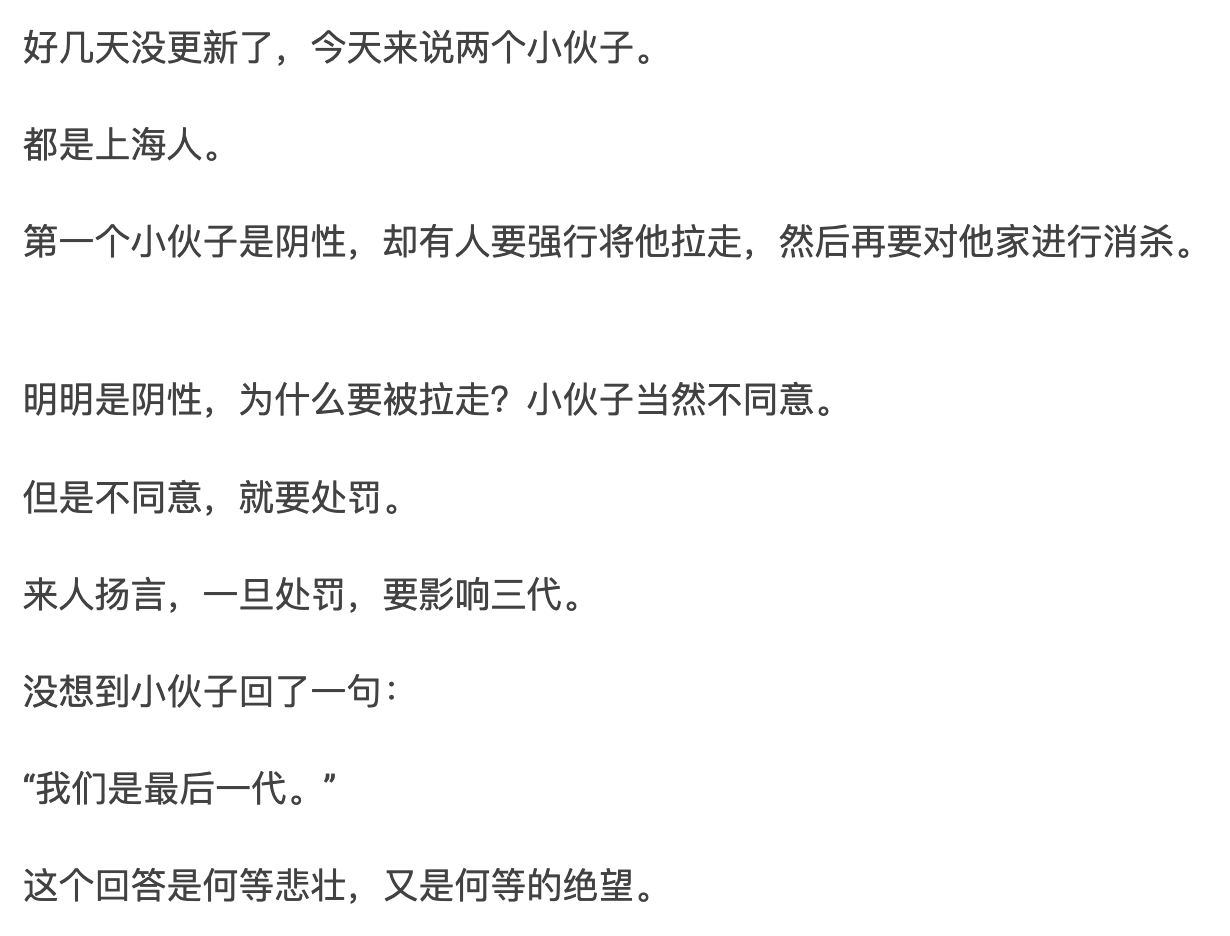 好几天没更新了，今天来说两个小伙子。
都是上海人。
第一个小伙子是阴性，却有人要强行将他拉走，然后再要对他家进行消杀。
明明是阴性，为什么要被拉走？小伙子当然不同意。
但是不同意，就要处罚。
来人扬言，一旦处罚，要影响三代。
没想到小伙子回了一句：
“我们是最后一代。”
这个回答是何等悲壮，又是何等的绝望。